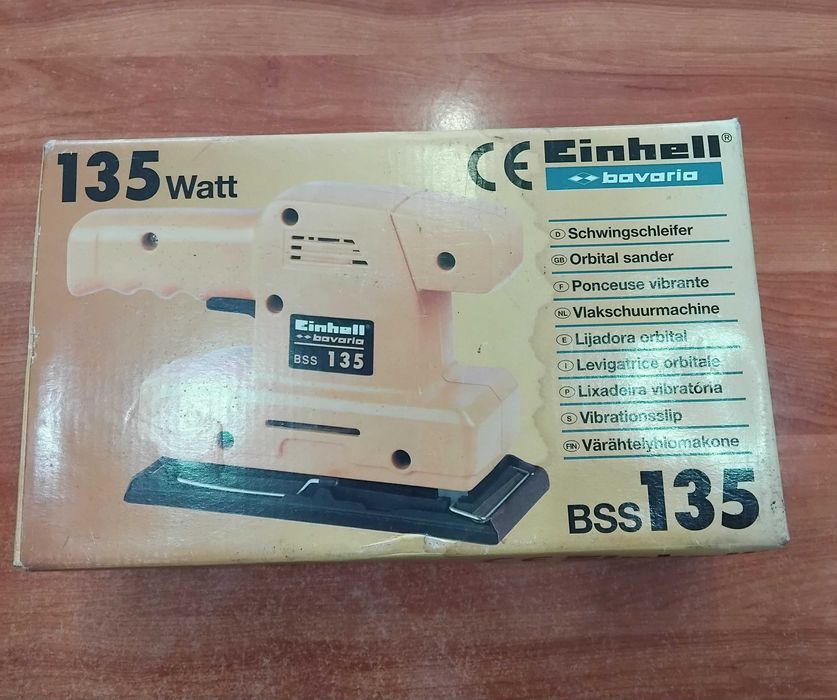 135 Watt
CE Einhell®
bavaria
D Schwingschleifer
GB Orbital sander
F Ponceuse vibrante
NL Vlakschuurmachine
E Lijadora orbital
I Levigatrice orbitale
P Lixadeira vibratória
S Vibrationsslip
FIN Värähtelyhiomakone
Einhell®
bavaria
BSS 135
BSS 135